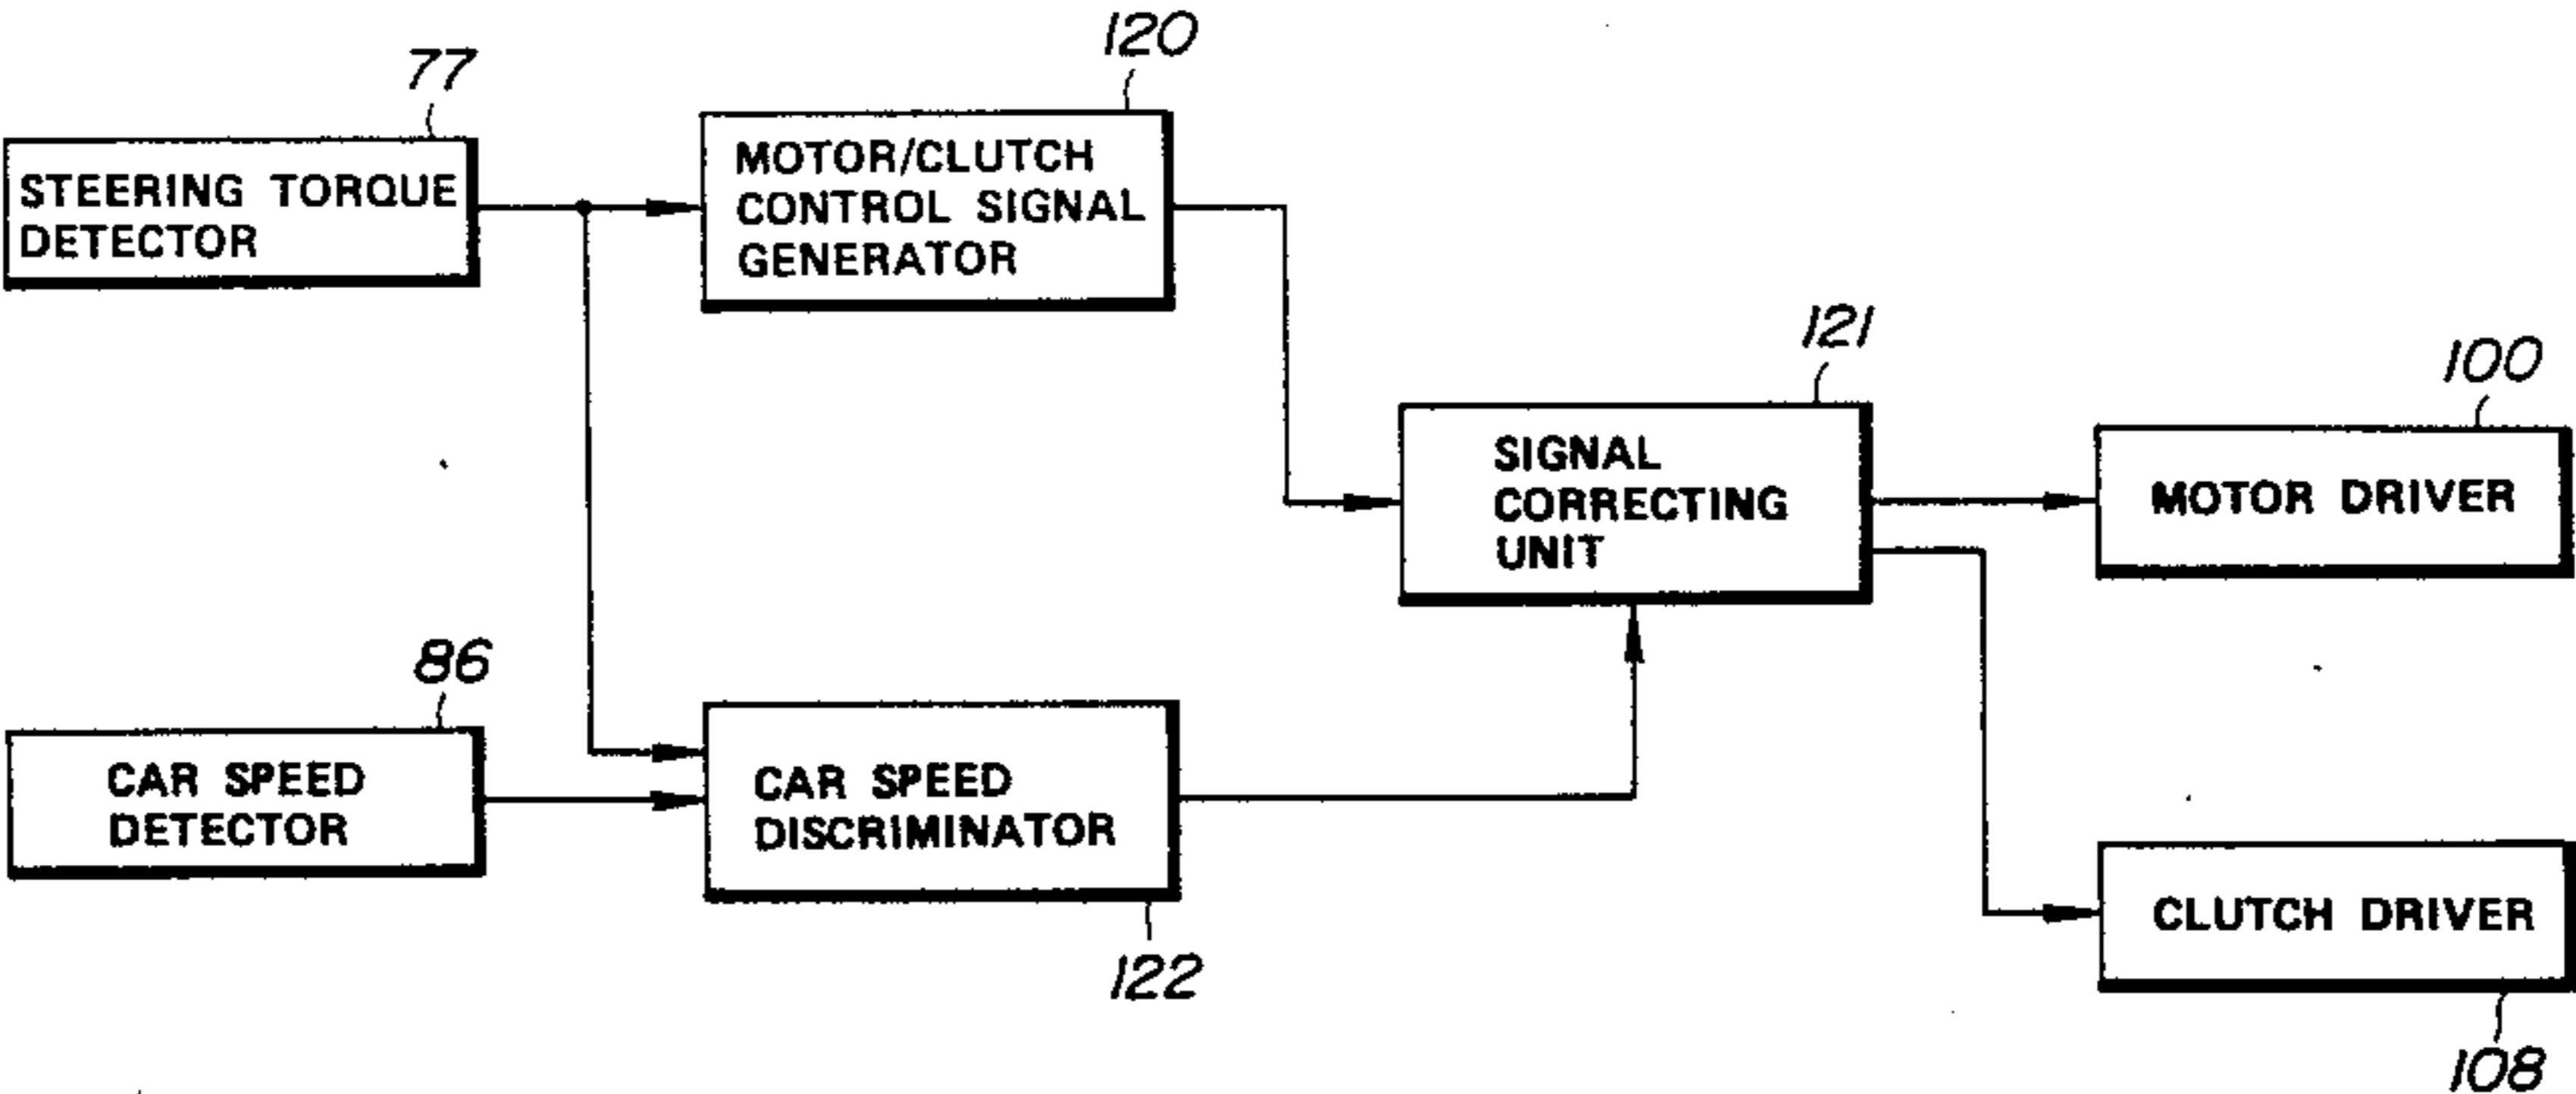 77
STEERING TORQUE
DETECTOR
120
MOTOR/CLUTCH
CONTROL SIGNAL
GENERATOR
121
SIGNAL
CORRECTING
UNIT
100
MOTOR DRIVER
86
CAR SPEED
DETECTOR
CAR SPEED
DISCRIMINATOR
122
CLUTCH DRIVER
108